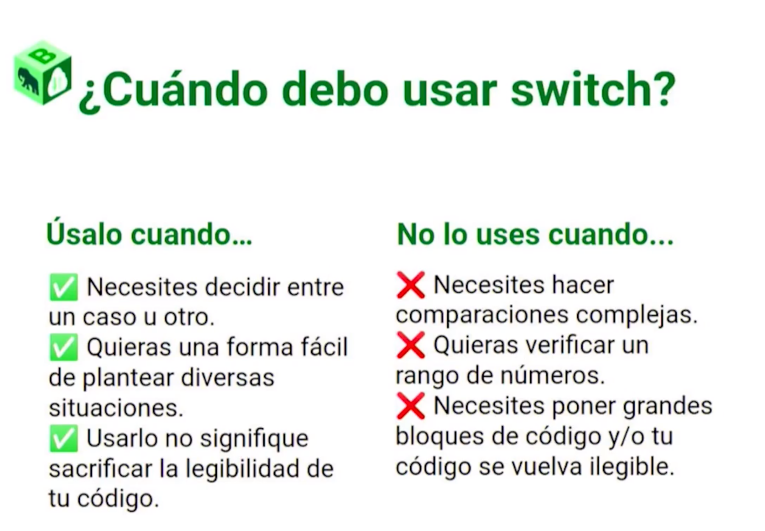 B
¿Cuándo debo usar switch?
Úsalo cuando...
✅ Necesites decidir entre
un caso u otro.
✅ Quieras una forma fácil
de plantear diversas
situaciones.
✅ Usarlo no signifique
sacrificar la legibilidad de
tu código.
No lo uses cuando...
❌ Necesites hacer
comparaciones complejas.
❌ Quieras verificar un
rango de números.
❌ Necesites poner grandes
bloques de código y/o tu
código se vuelva ilegible.